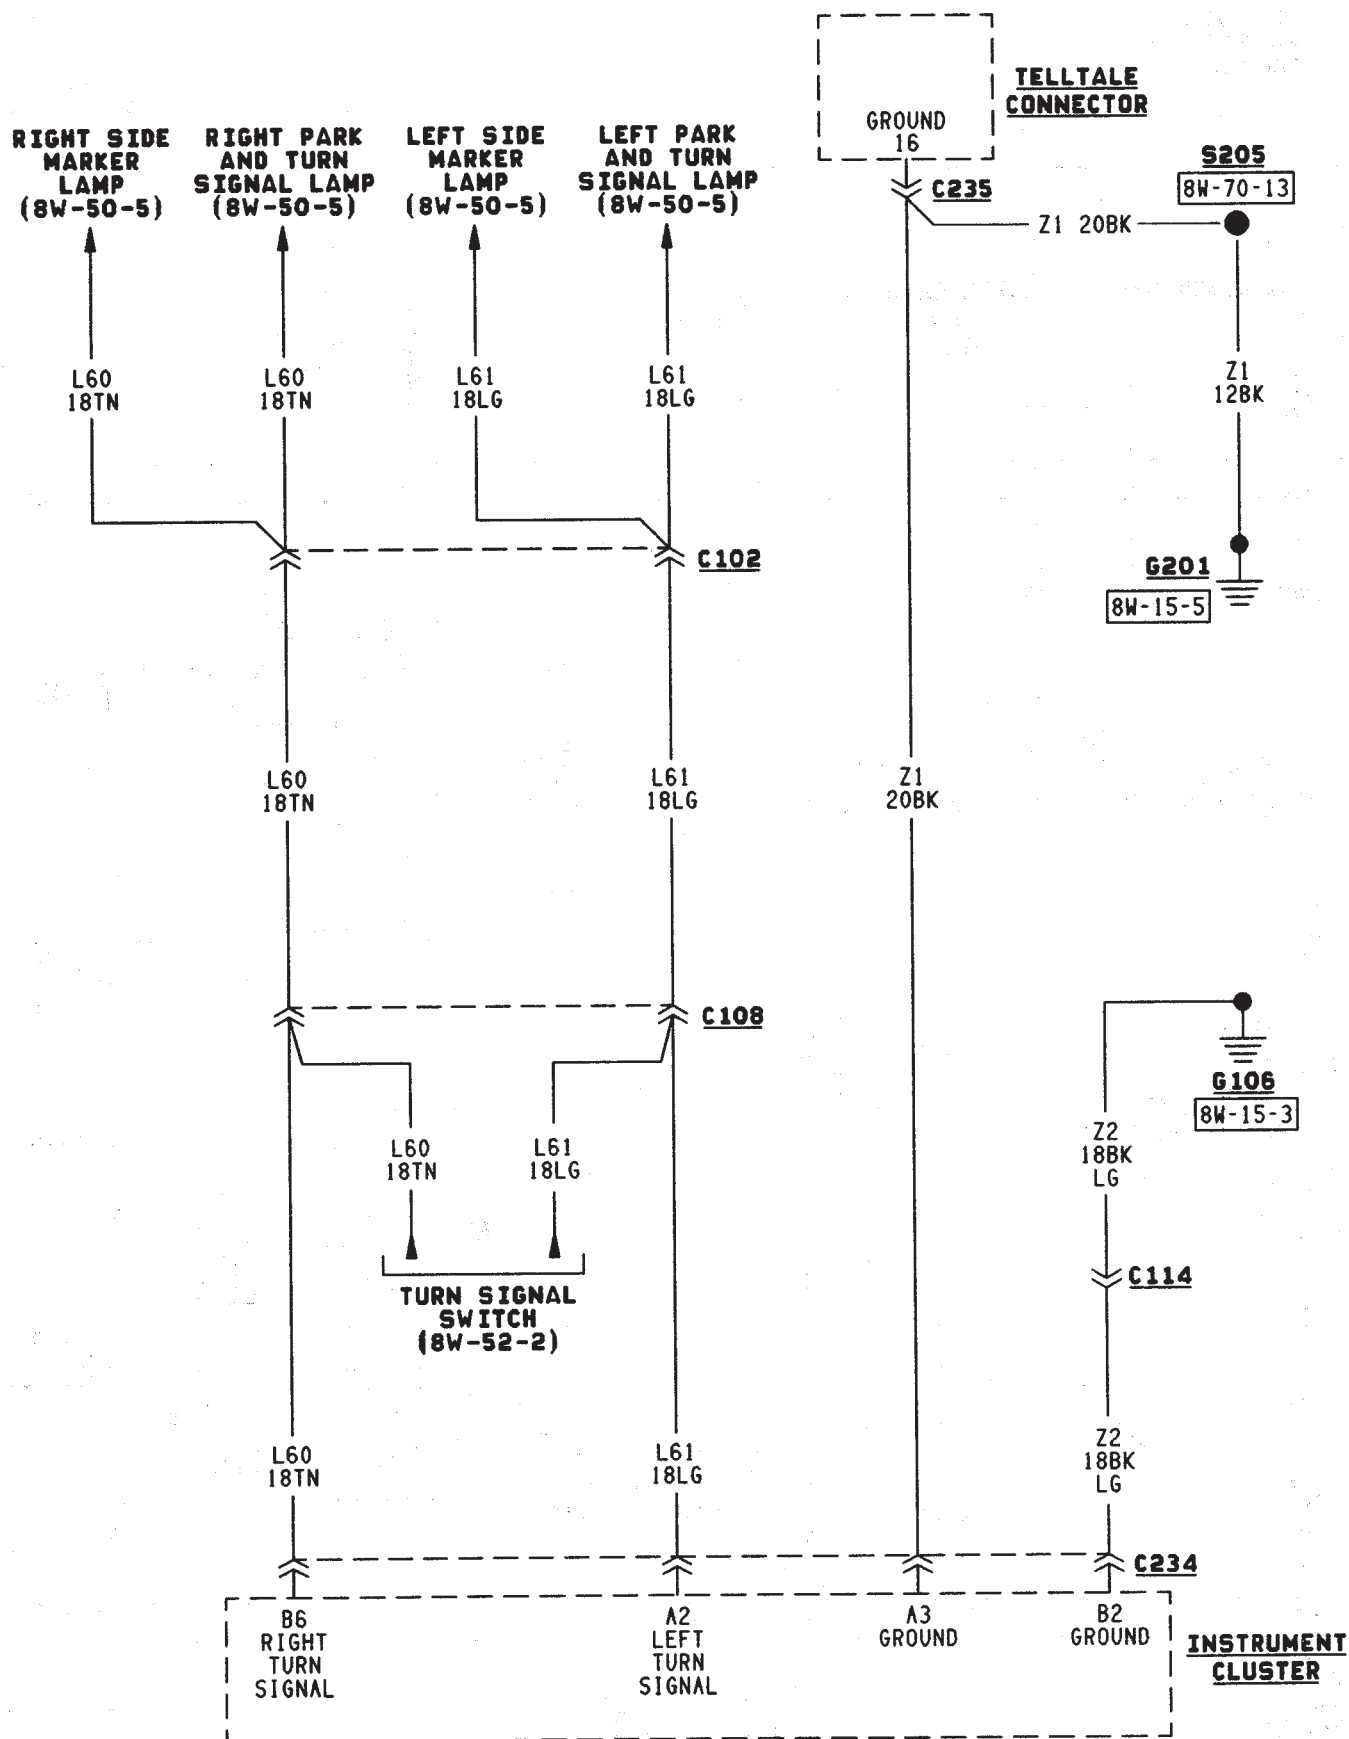 TELLTALE
CONNECTOR
GROUND
16
C235
S205
8W-70-13
Z1 20BK
RIGHT SIDE
MARKER
LAMP
(8W-50-5)
RIGHT PARK
AND TURN
SIGNAL LAMP
(8W-50-5)
LEFT SIDE
MARKER
LAMP
(8W-50-5)
LEFT PARK
AND TURN
SIGNAL LAMP
(8W-50-5)
L60
18TN
L60
18TN
L61
18LG
L61
18LG
Z1
12BK
C102
G201
8W-15-5
L60
18TN
L61
18LG
Z1
20BK
C108
G106
8W-15-3
L60
18TN
L61
18LG
Z2
18BK
LG
C114
TURN SIGNAL
SWITCH
(8W-52-2)
L60
18TN
L61
18LG
Z2
18BK
LG
C234
B6
RIGHT
TURN
SIGNAL
A2
LEFT
TURN
SIGNAL
A3
GROUND
B2
GROUND
INSTRUMENT
CLUSTER